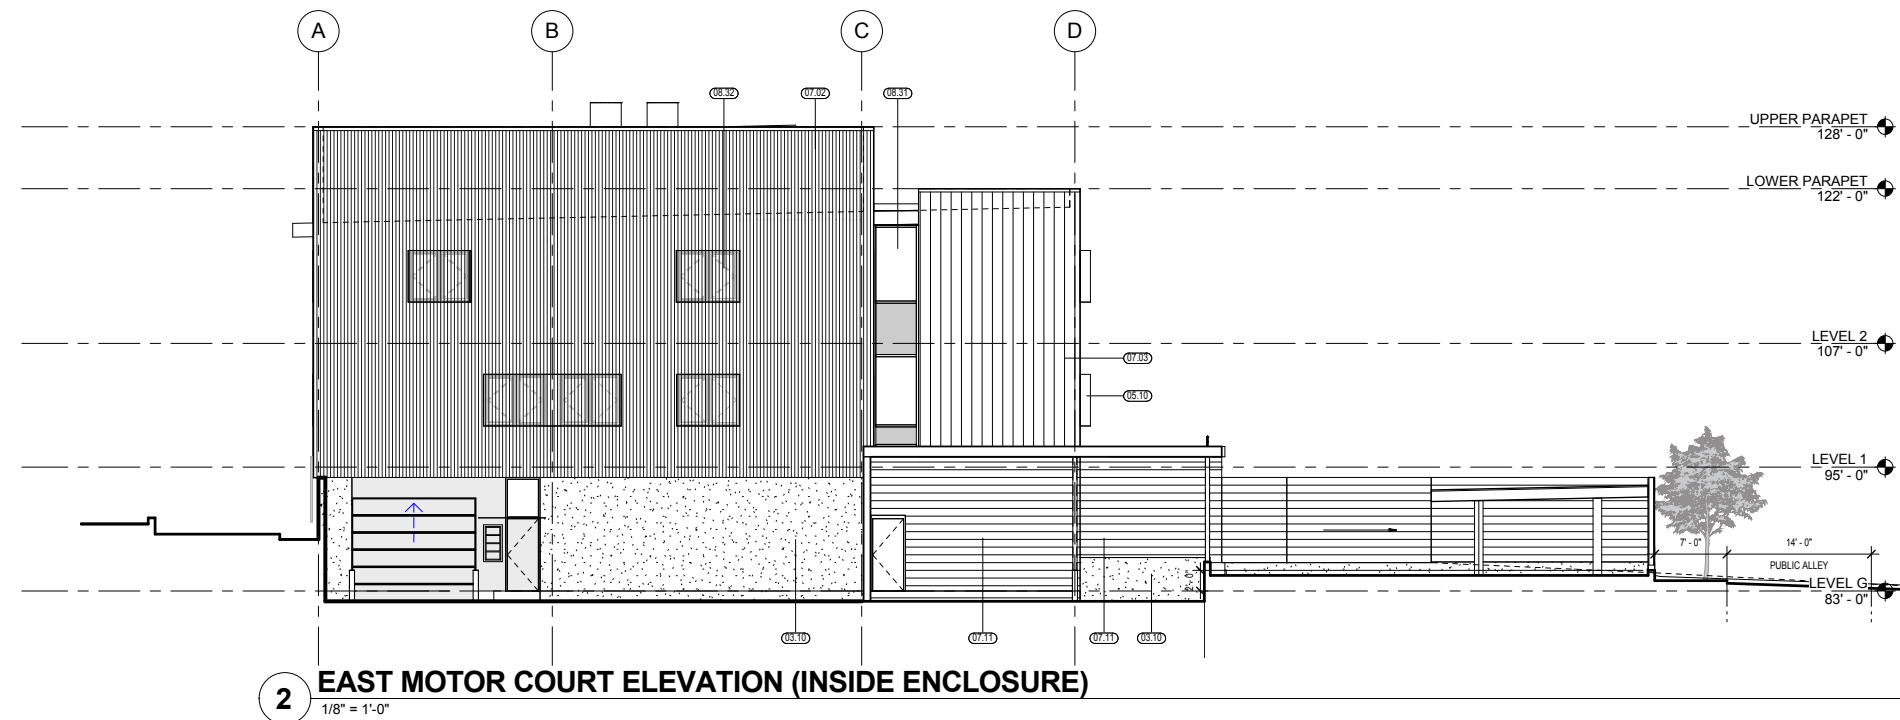 A
B
C
D
08.32
07.02
08.31
UPPER PARAPET
128' - 0"
LOWER PARAPET
122' - 0"
LEVEL 2
107' - 0"
07.03
05.10
LEVEL 1
95' - 0"
7' - 0"
14' - 0"
PUBLIC ALLEY
LEVEL G
83' - 0"
03.10
07.11
07.11
03.10
2
EAST MOTOR COURT ELEVATION (INSIDE ENCLOSURE)
1/8" = 1'-0"